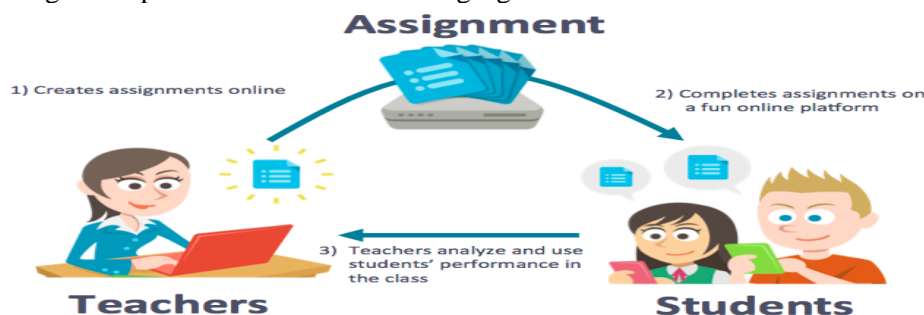 Assignment
1) Creates assignments online
2) Completes assignments on
a fun online platform
3) Teachers analyze and use
students’ performance in
the class
Teachers
Students